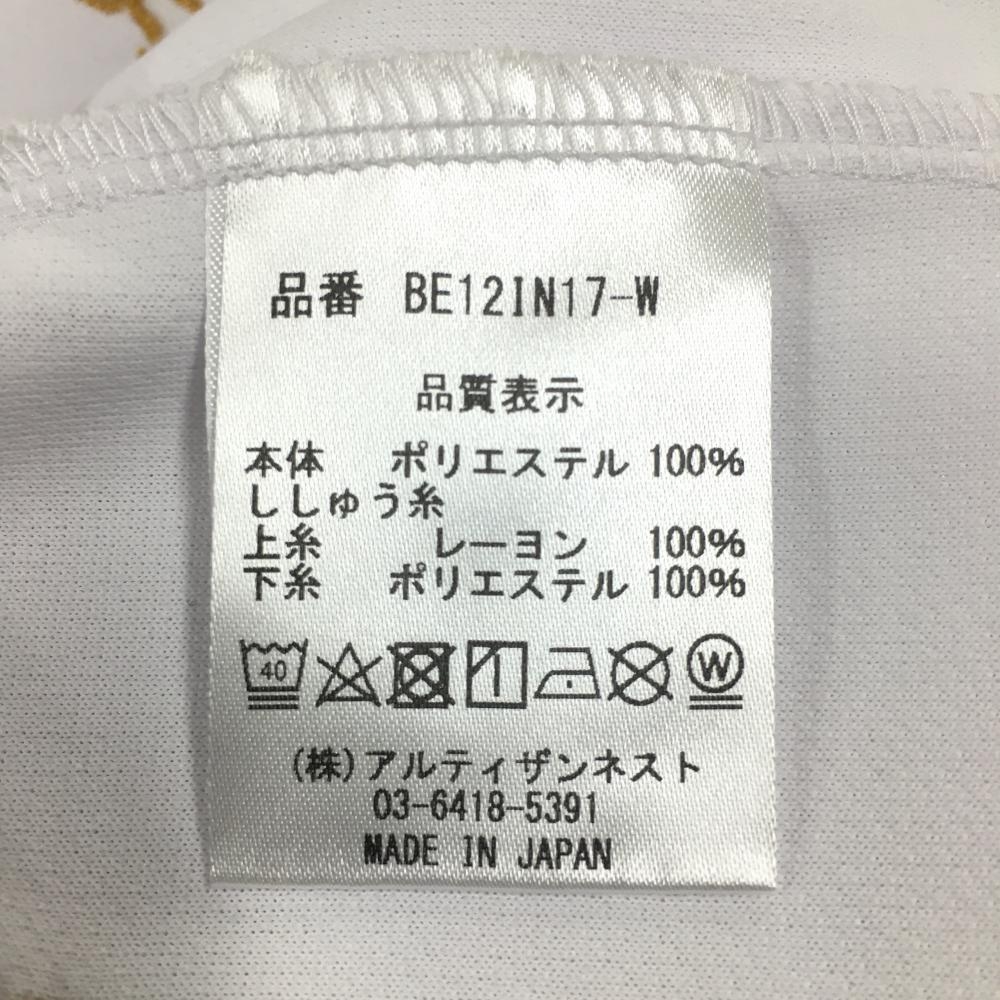 品番 BE12IN17-W
品質表示
本体 ポリエステル 100%
ししゅう糸
上糸 レーヨン 100%
下糸 ポリエステル 100%
40 W
(株)アルティザンネスト
03-6418-5391
MADE IN JAPAN